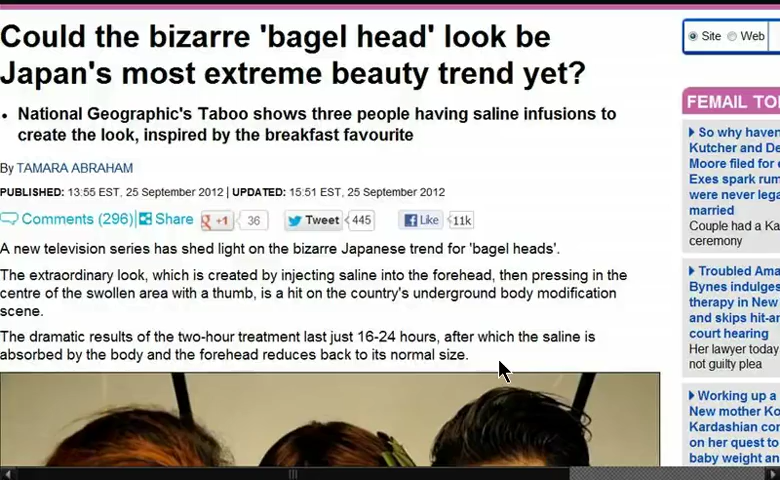 Could the bizarre 'bagel head' look be
Japan's most extreme beauty trend yet?
• National Geographic's Taboo shows three people having saline infusions to
create the look, inspired by the breakfast favourite
By TAMARA ABRAHAM
PUBLISHED: 13:55 EST, 25 September 2012 | UPDATED: 15:51 EST, 25 September 2012
Comments (296) Share +1 36 Tweet 445 Like 11k
A new television series has shed light on the bizarre Japanese trend for 'bagel heads'.
The extraordinary look, which is created by injecting saline into the forehead, then pressing in the
centre of the swollen area with a thumb, is a hit on the country's underground body modification
scene.
The dramatic results of the two-hour treatment last just 16-24 hours, after which the saline is
absorbed by the body and the forehead reduces back to its normal size.
Site Web
FEMAIL TO
So why haven
Kutcher and De
Moore filed for
Exes spark rum
were never lega
married
Couple had a Ka
ceremony
Troubled Ama
Bynes indulges
therapy in New
and skips hit-an
court hearing
Her lawyer today
not guilty plea
Working up a
New mother Ko
Kardashian con
on her quest to
baby weight an